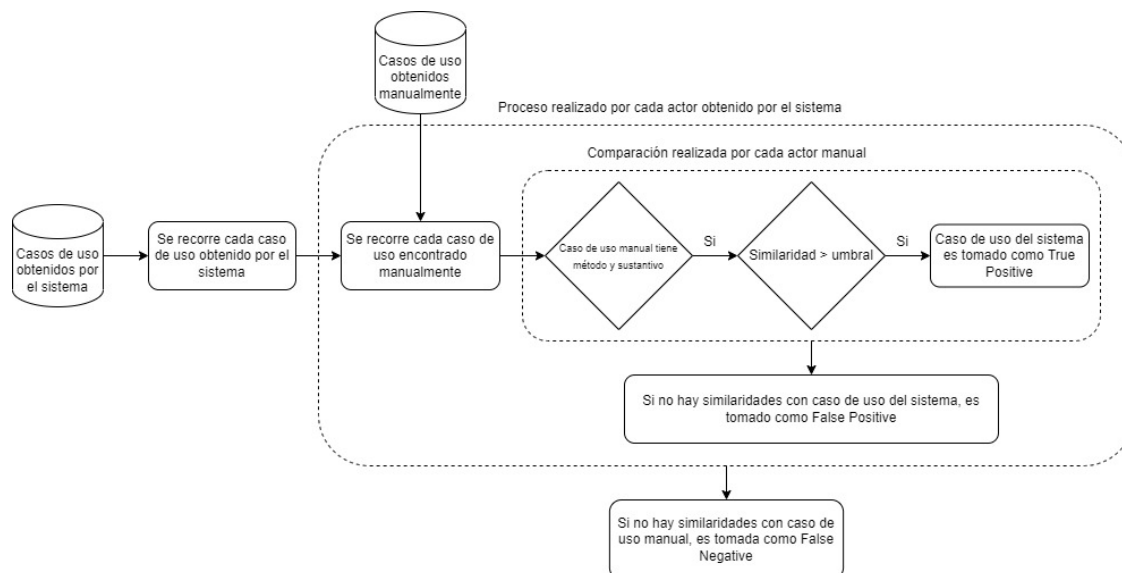 Casos de uso
obtenidos
manualmente
Proceso realizado por cada actor obtenido por el sistema
Comparación realizada por cada actor manual
Casos de uso
obtenidos por
el sistema
Se recorre cada caso
de uso obtenido por el
sistema
Se recorre cada caso de
uso encontrado
manualmente
Caso de uso manual tiene
método y sustantivo
Si
Similaridad > umbral
Si
Caso de uso del sistema
es tomado como True
Positive
Si no hay similaridades con caso de uso del sistema, es
tomado como False Positive
Si no hay similaridades con caso de
uso manual, es tomada como False
Negative